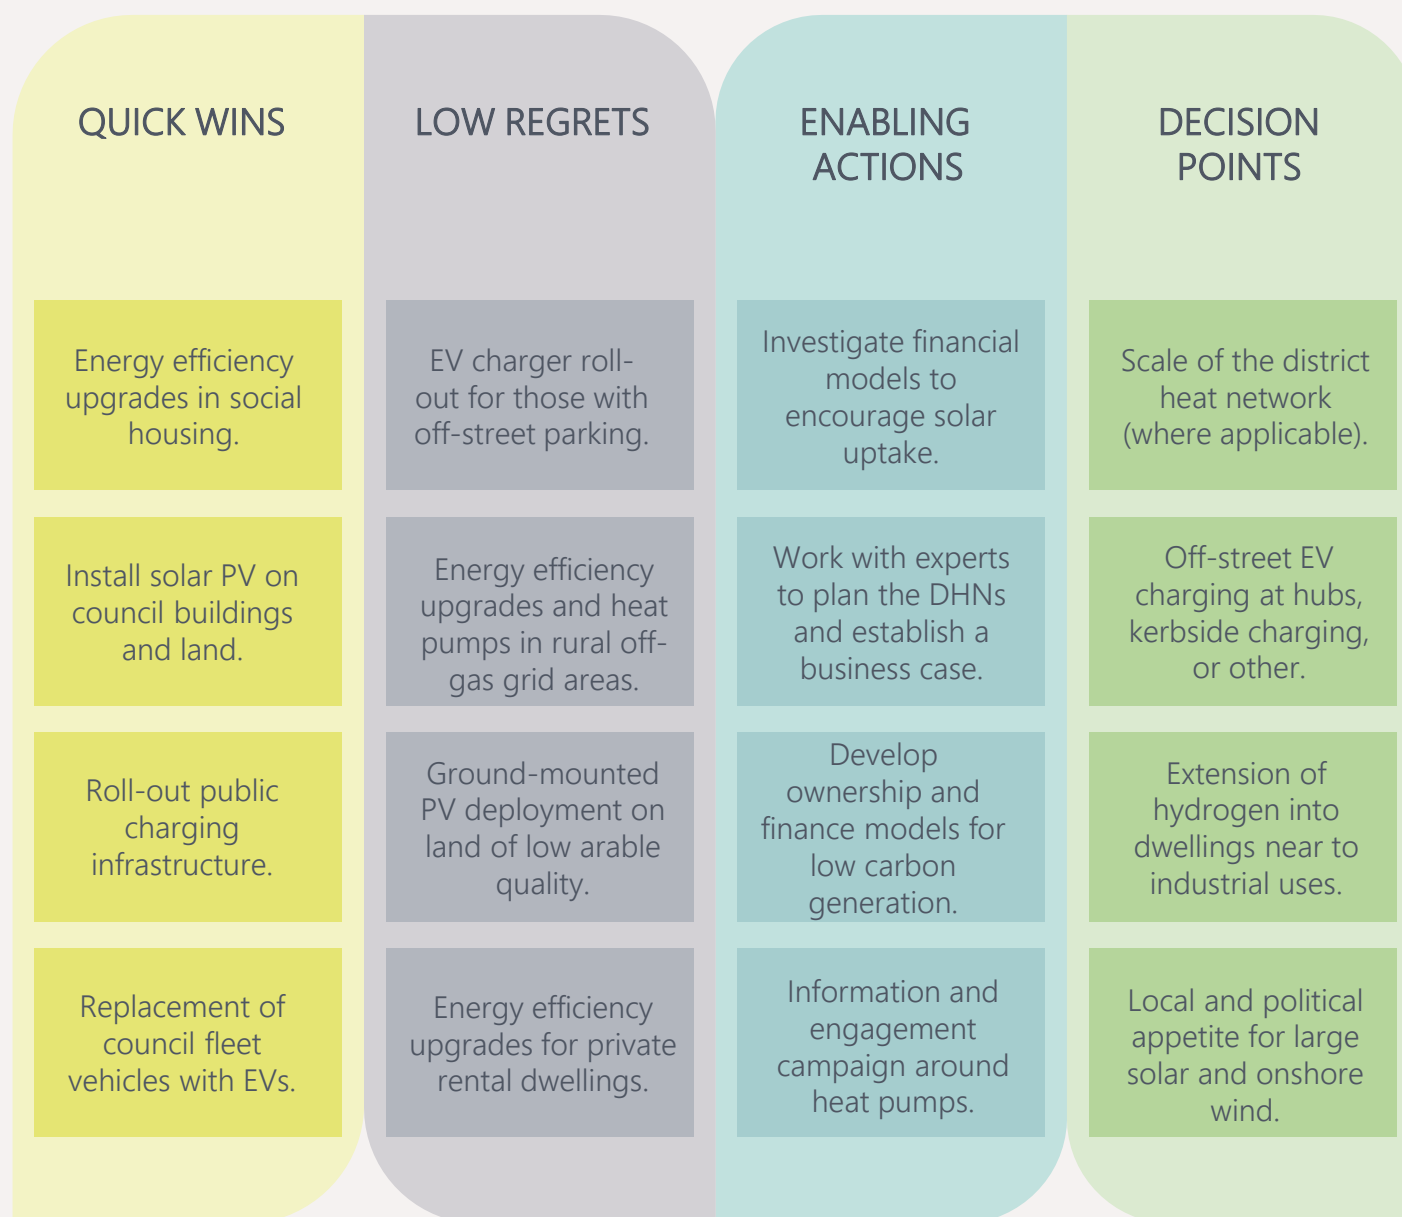 QUICK WINS
Energy efficiency
upgrades in social
housing.
Install solar PV on
council buildings
and land.
Roll-out public
charging
infrastructure.
Replacement of
council fleet
vehicles with EVs.
LOW REGRETS
EV charger roll-
out for those with
off-street parking.
Energy efficiency
upgrades and heat
pumps in rural off-
gas grid areas.
Ground-mounted
PV deployment on
land of low arable
quality.
Energy efficiency
upgrades for private
rental dwellings.
ENABLING
ACTIONS
Investigate financial
models to
encourage solar
uptake.
Work with experts
to plan the DHNs
and establish a
business case.
Develop
ownership and
finance models for
low carbon
generation.
Information and
engagement
campaign around
heat pumps.
DECISION
POINTS
Scale of the district
heat network
(where applicable).
Off-street EV
charging at hubs,
kerbside charging,
or other.
Extension of
hydrogen into
dwellings near to
industrial uses.
Local and political
appetite for large
solar and onshore
wind.